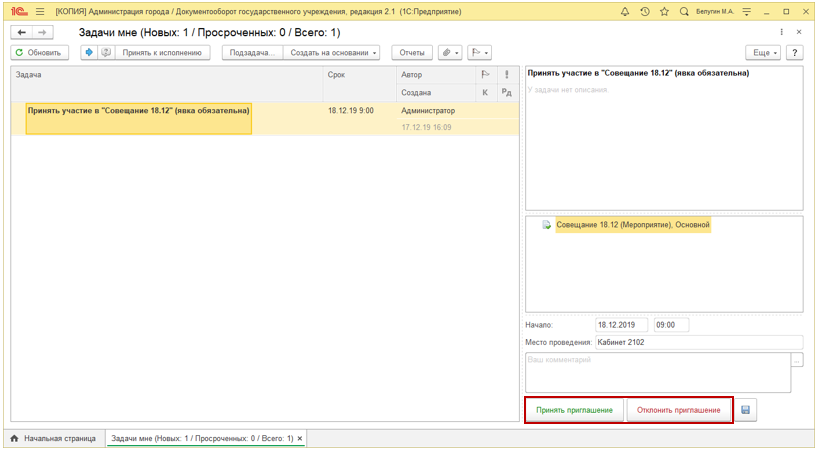 1С [КОПИЯ] Администрация города / Документооборот государственного учреждения, редакция 2.1 (1С:Предприятие) Белугин М.А.
Задачи мне (Новых: 1 / Просроченных: 0 / Всего: 1)
Обновить Принять к исполнению Подзадача... Создать на основании Отчеты Еще ?
Задача Срок Автор
Создана К Рд
Принять участие в "Совещание 18.12" (явка обязательна) 18.12.19 9:00 Администратор
17.12.19 16:09
Принять участие в "Совещание 18.12" (явка обязательна)
У задачи нет описания.
Совещание 18.12 (Мероприятие), Основной
Начало: 18.12.2019 09:00
Место проведения: Кабинет 2102
Ваш комментарий ...
Принять приглашение Отклонить приглашение
Начальная страница Задачи мне (Новых: 1 / Просроченных: 0 / Всего: 1) ×